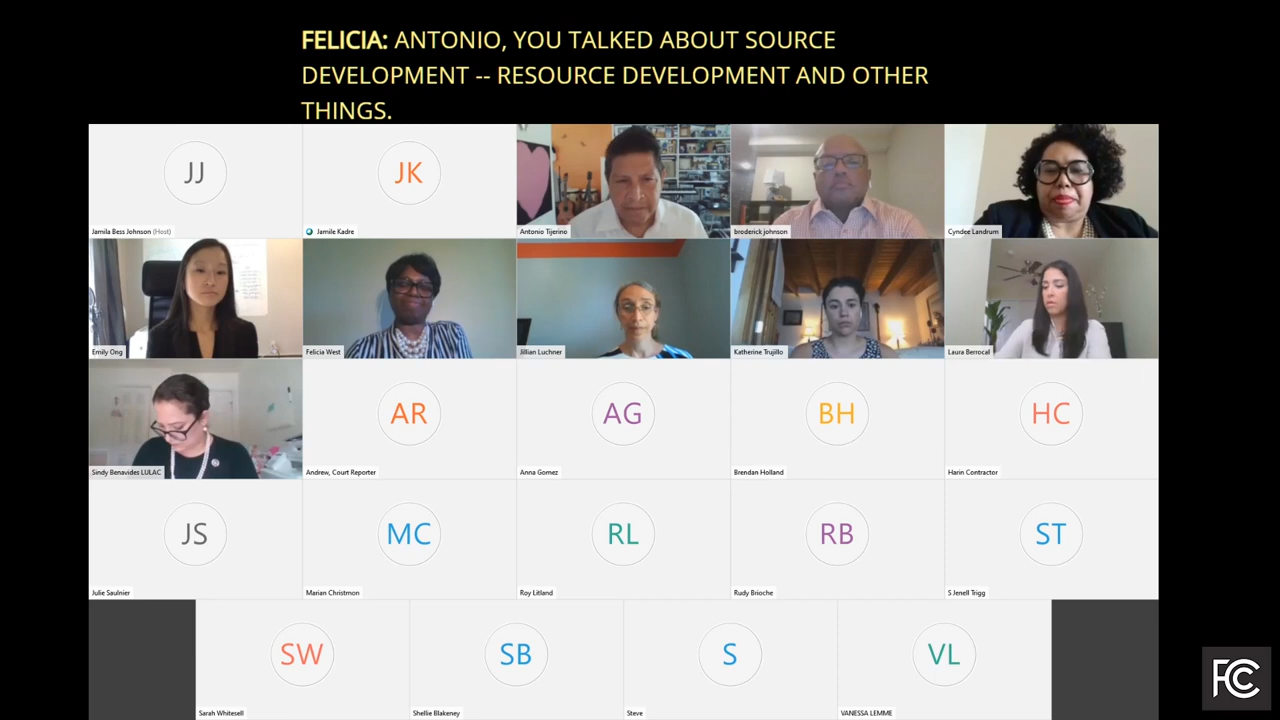 FELICIA: ANTONIO, YOU TALKED ABOUT SOURCE
DEVELOPMENT -- RESOURCE DEVELOPMENT AND OTHER
THINGS.
JJ
Jamila Bess Johnson (Host)
JK
Jamile Kadre
Antonio Tijerino
broderick johnson
Cyndee Landrum
Emily Ong
Felicia West
Jillian Luchner
Katherine Trujillo
Laura Berrocal
Sindy Benavides LULAC
AR
Andrew, Court Reporter
AG
Anna Gomez
BH
Brendan Holland
HC
Harin Contractor
JS
Julie Saulnier
MC
Marian Christmon
RL
Roy Litland
RB
Rudy Brioche
ST
S Jenell Trigg
SW
Sarah Whitesell
SB
Shellie Blakeney
S
Steve
VL
VANESSA LEMME
FCC